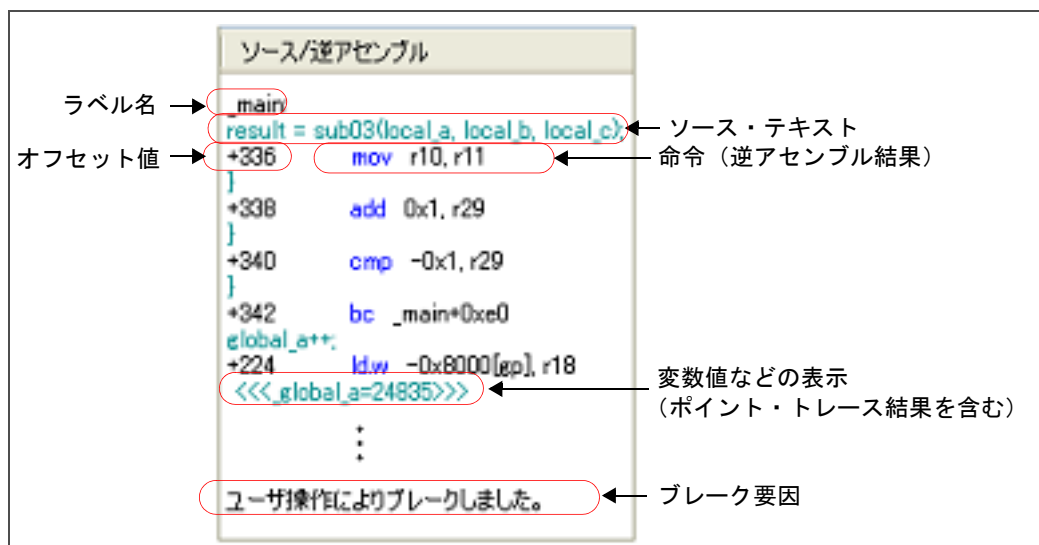 ソース/逆アセンブル
ラベル名
_main
result = sub03(local_a, local_b, local_c);
ソース・テキスト
オフセット値
+336 mov r10, r11
命令（逆アセンブル結果）
}
+338 add 0x1, r29
}
+340 cmp -0x1, r29
}
+342 bc _main+0xe0
global_a++;
+224 ld.w -0x8000[gp], r18
<<<_global_a=24835>>>
変数値などの表示
（ポイント・トレース結果を含む）
ユーザ操作によりブレークしました。
ブレーク要因